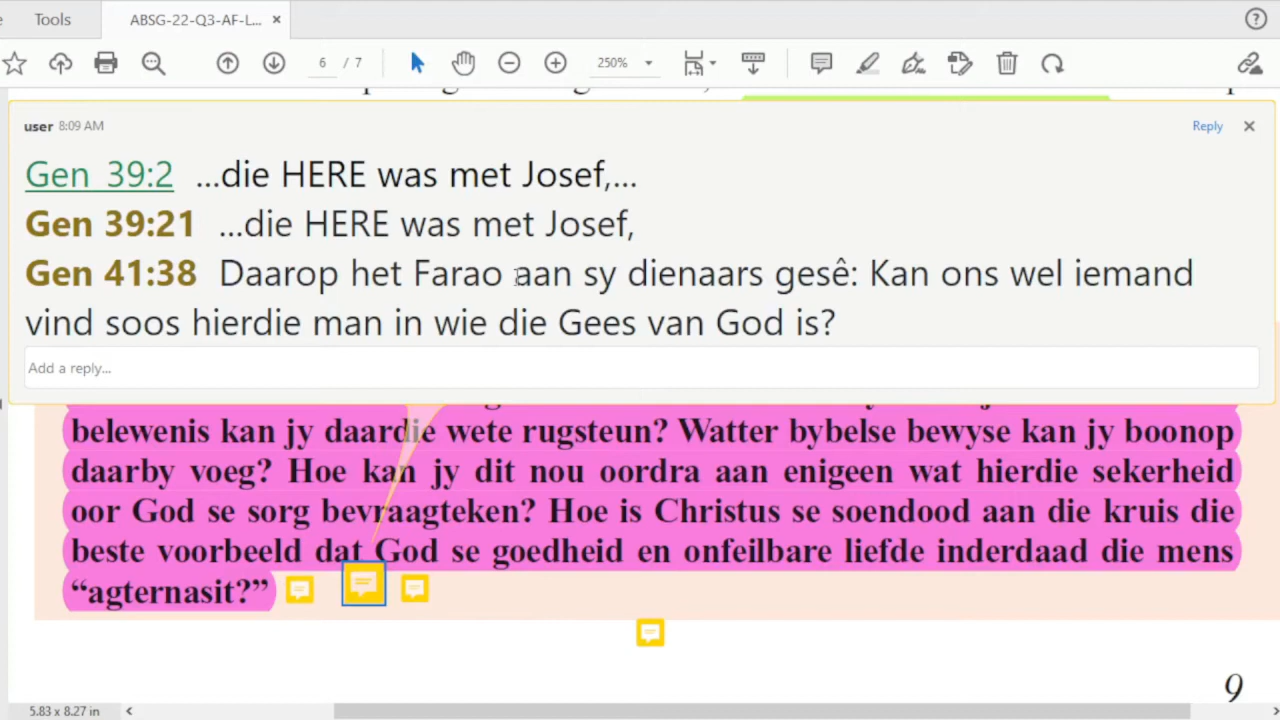 Tools
ABSG-22-Q3-AF-L... ×
6 / 7
250%
user 8:09 AM
Reply
Gen 39:2 ...die HERE was met Josef,...
Gen 39:21 ...die HERE was met Josef,
Gen 41:38 Daarop het Farao aan sy dienaars gesê: Kan ons wel iemand
vind soos hierdie man in wie die Gees van God is?
Add a reply...
belewenis kan jy daardie wete rugsteun? Watter bybelse bewyse kan jy boonop
daarby voeg? Hoe kan jy dit nou oordra aan enigeen wat hierdie sekerheid
oor God se sorg bevraagteken? Hoe is Christus se soendood aan die kruis die
beste voorbeeld dat God se goedheid en onfeilbare liefde inderdaad die mens
“agternasit?”
9
5.83 x 8.27 in